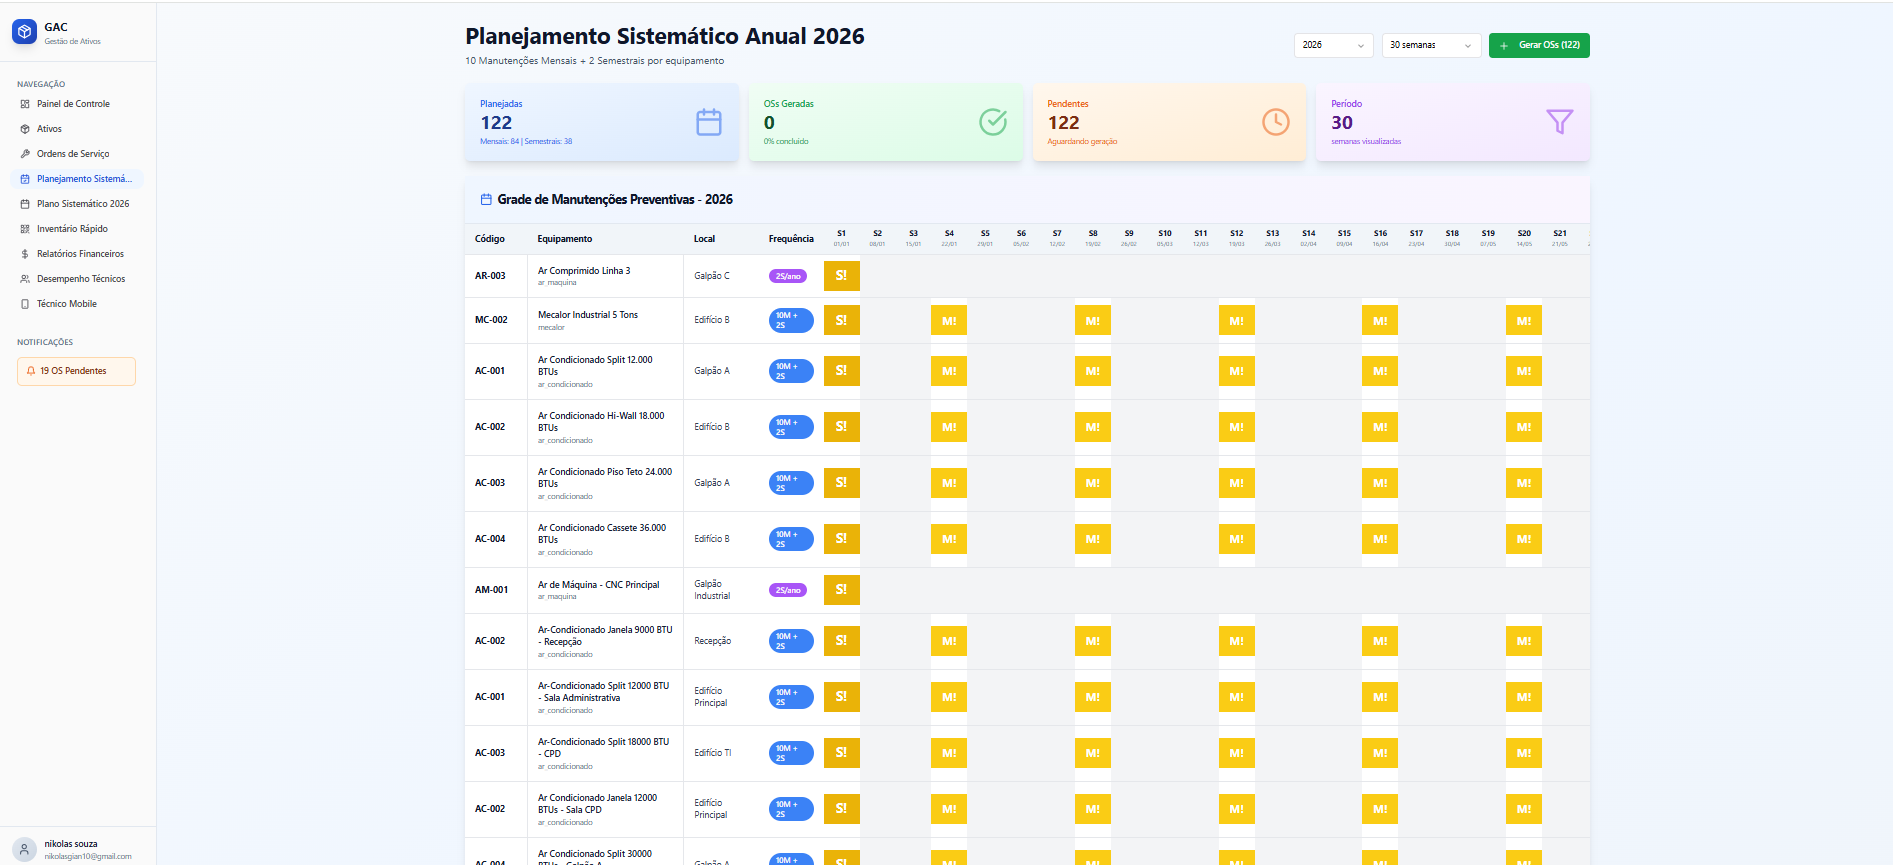 GAC
Gestão de Ativos
NAVEGAÇÃO
Painel de Controle
Ativos
Ordens de Serviço
Planejamento Sistemá...
Plano Sistemático 2026
Inventário Rápido
Relatórios Financeiros
Desempenho Técnicos
Técnico Mobile
NOTIFICAÇÕES
19 OS Pendentes
nikolas souza
nikolasgian10@gmail.com
Planejamento Sistemático Anual 2026
10 Manutenções Mensais + 2 Semestrais por equipamento
2026
30 semanas
+ Gerar OSs (122)
Planejadas
122
Mensais: 84 | Semestrais: 38
OSs Geradas
0
0% concluído
Pendentes
122
Aguardando geração
Período
30
semanas visualizadas
Grade de Manutenções Preventivas - 2026
Código Equipamento Local Frequência S1 S2 S3 S4 S5 S6 S7 S8 S9 S10 S11 S12 S13 S14 S15 S16 S17 S18 S19 S20 S21
01/01 08/01 15/01 22/01 29/01 05/02 12/02 19/02 26/02 05/03 12/03 19/03 26/03 02/04 09/04 16/04 23/04 30/04 07/05 14/05 21/05
AR-003 Ar Comprimido Linha 3 Galpão C 2S/ano S!
ar_maquina
MC-002 Mecalor Industrial 5 Tons Edifício B 10M + S! M! M! M! M! M!
mecalor 2S
AC-001 Ar Condicionado Split 12.000 Galpão A 10M + S! M! M! M! M! M!
BTUs 2S
ar_condicionado
AC-002 Ar Condicionado Hi-Wall 18.000 Edifício B 10M + S! M! M! M! M! M!
BTUs 2S
ar_condicionado
AC-003 Ar Condicionado Piso Teto 24.000 Galpão A 10M + S! M! M! M! M! M!
BTUs 2S
ar_condicionado
AC-004 Ar Condicionado Cassete 36.000 Edifício B 10M + S! M! M! M! M! M!
BTUs 2S
ar_condicionado
AM-001 Ar de Máquina - CNC Principal Galpão 2S/ano S!
ar_maquina Industrial
AC-002 Ar-Condicionado Janela 9000 BTU Recepção 10M + S! M! M! M! M! M!
- Recepção 2S
ar_condicionado
AC-001 Ar-Condicionado Split 12000 BTU Edifício 10M + S! M! M! M! M! M!
- Sala Administrativa Principal 2S
ar_condicionado
AC-003 Ar-Condicionado Split 18000 BTU Edifício TI 10M + S! M! M! M! M! M!
- CPD 2S
ar_condicionado
AC-002 Ar Condicionado Janela 12000 Edifício 10M + S! M! M! M! M! M!
BTUs - Sala CPD Principal 2S
ar_condicionado
AC-004 Ar Condicionado Split 30000 Galpão A 10M + S! M! M! M! M! M!
BTUs - Galpão A